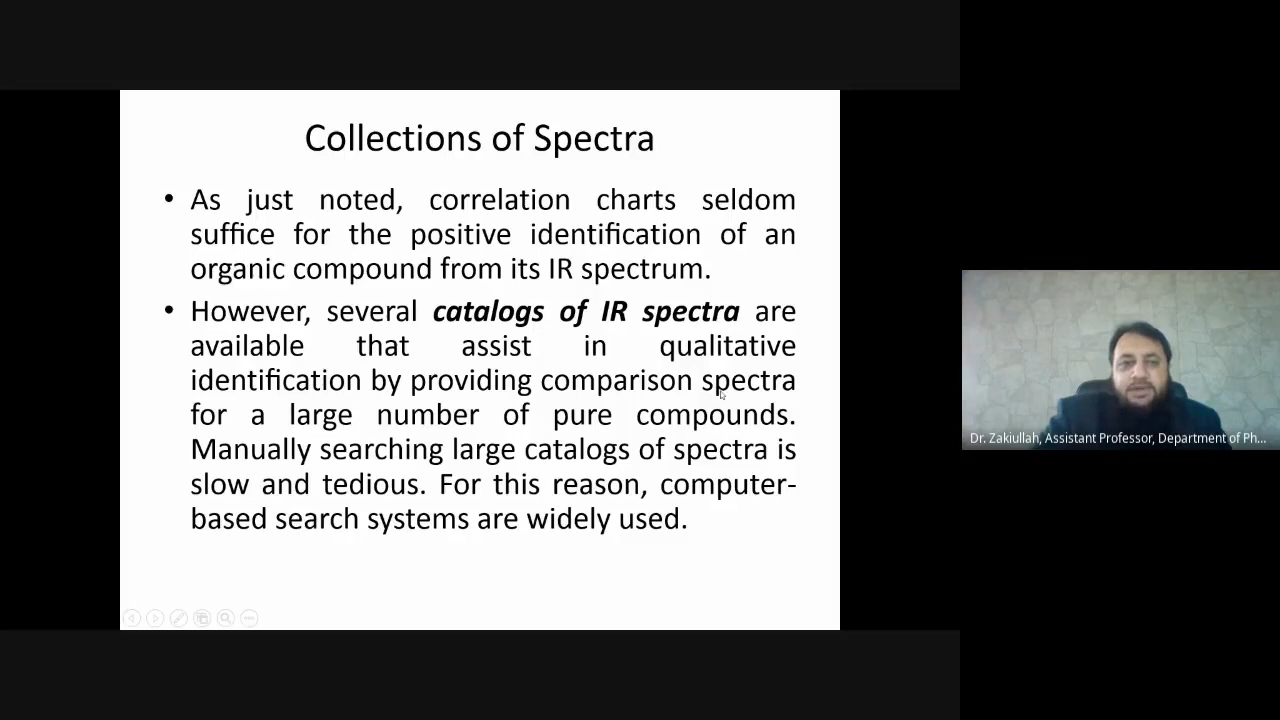 Collections of Spectra
• As just noted, correlation charts seldom
suffice for the positive identification of an
organic compound from its IR spectrum.
• However, several catalogs of IR spectra are
available that assist in qualitative
identification by providing comparison spectra
for a large number of pure compounds.
Manually searching large catalogs of spectra is
slow and tedious. For this reason, computer-
based search systems are widely used.
Dr. Zakiullah, Assistant Professor, Department of Ph...